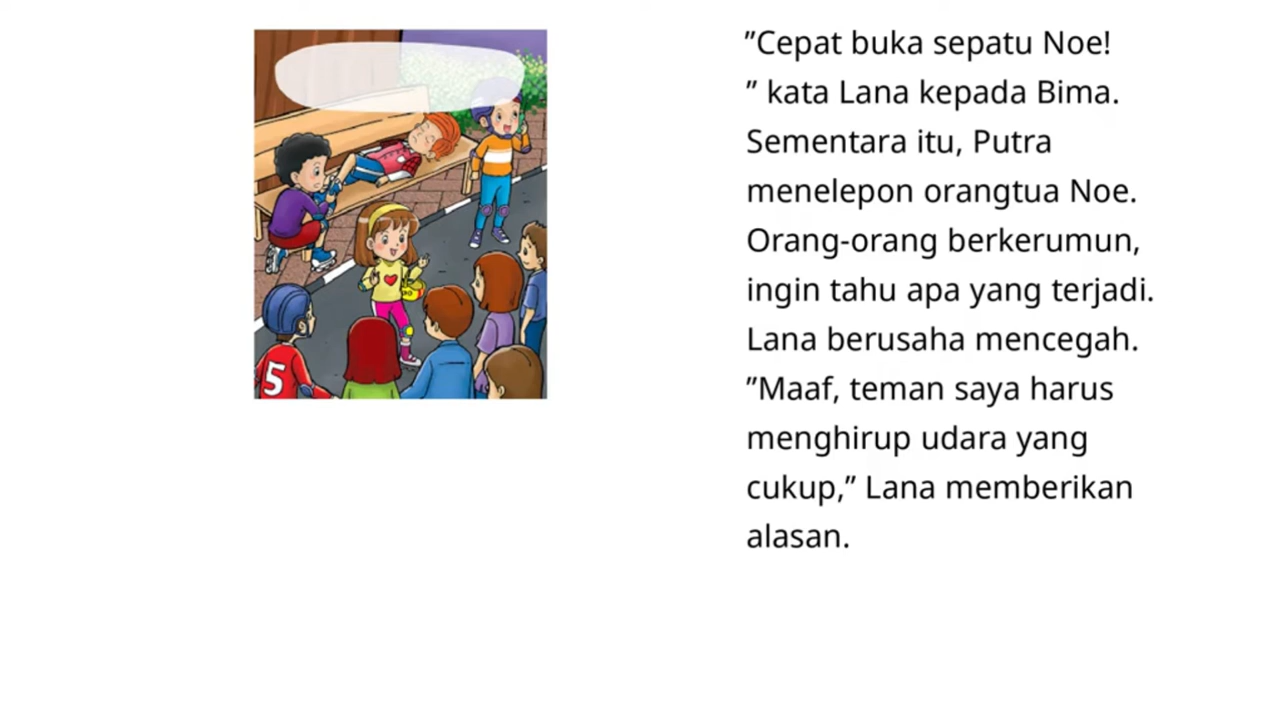 ”Cepat buka sepatu Noe!
” kata Lana kepada Bima.
Sementara itu, Putra
menelepon orangtua Noe.
Orang-orang berkerumun,
ingin tahu apa yang terjadi.
Lana berusaha mencegah.
”Maaf, teman saya harus
menghirup udara yang
cukup,” Lana memberikan
alasan.
5